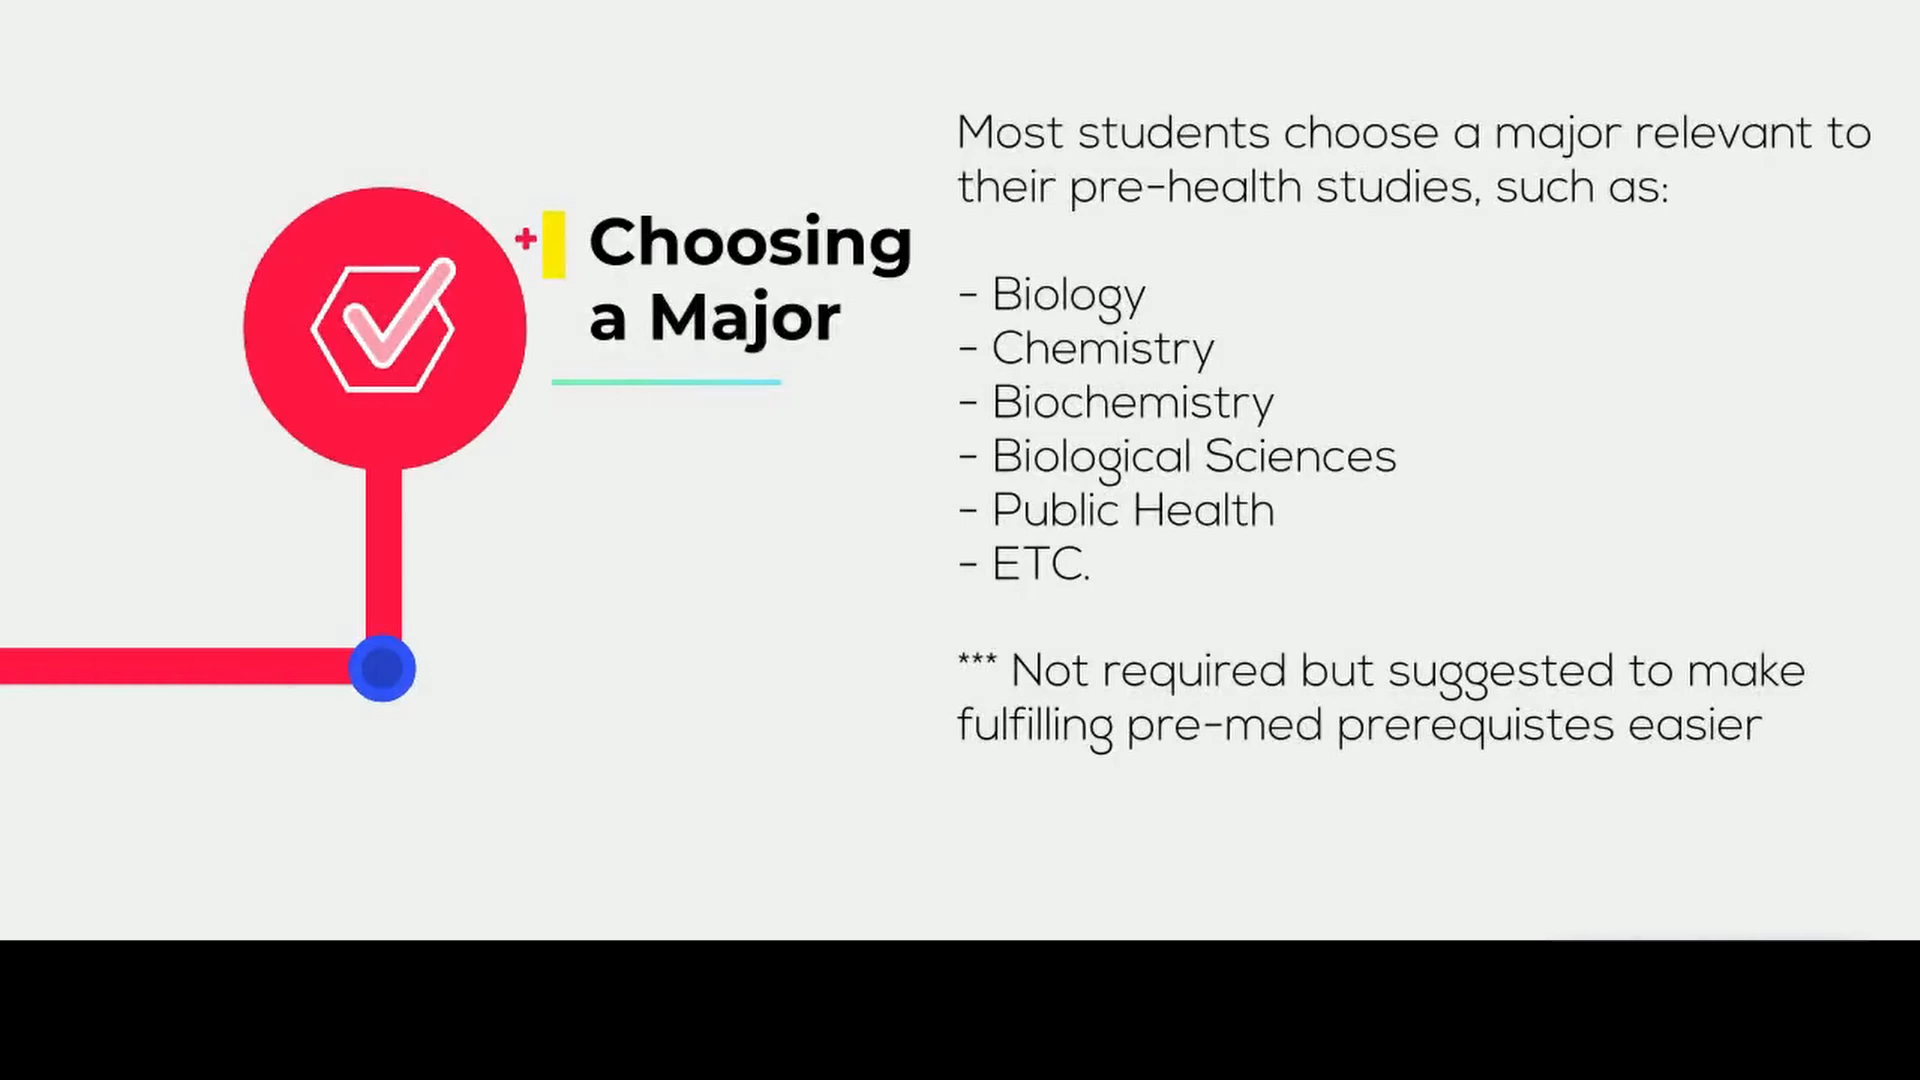 Choosing
a Major
Most students choose a major relevant to
their pre-health studies, such as:
- Biology
- Chemistry
- Biochemistry
- Biological Sciences
- Public Health
- ETC.
*** Not required but suggested to make
fulfilling pre-med prerequistes easier